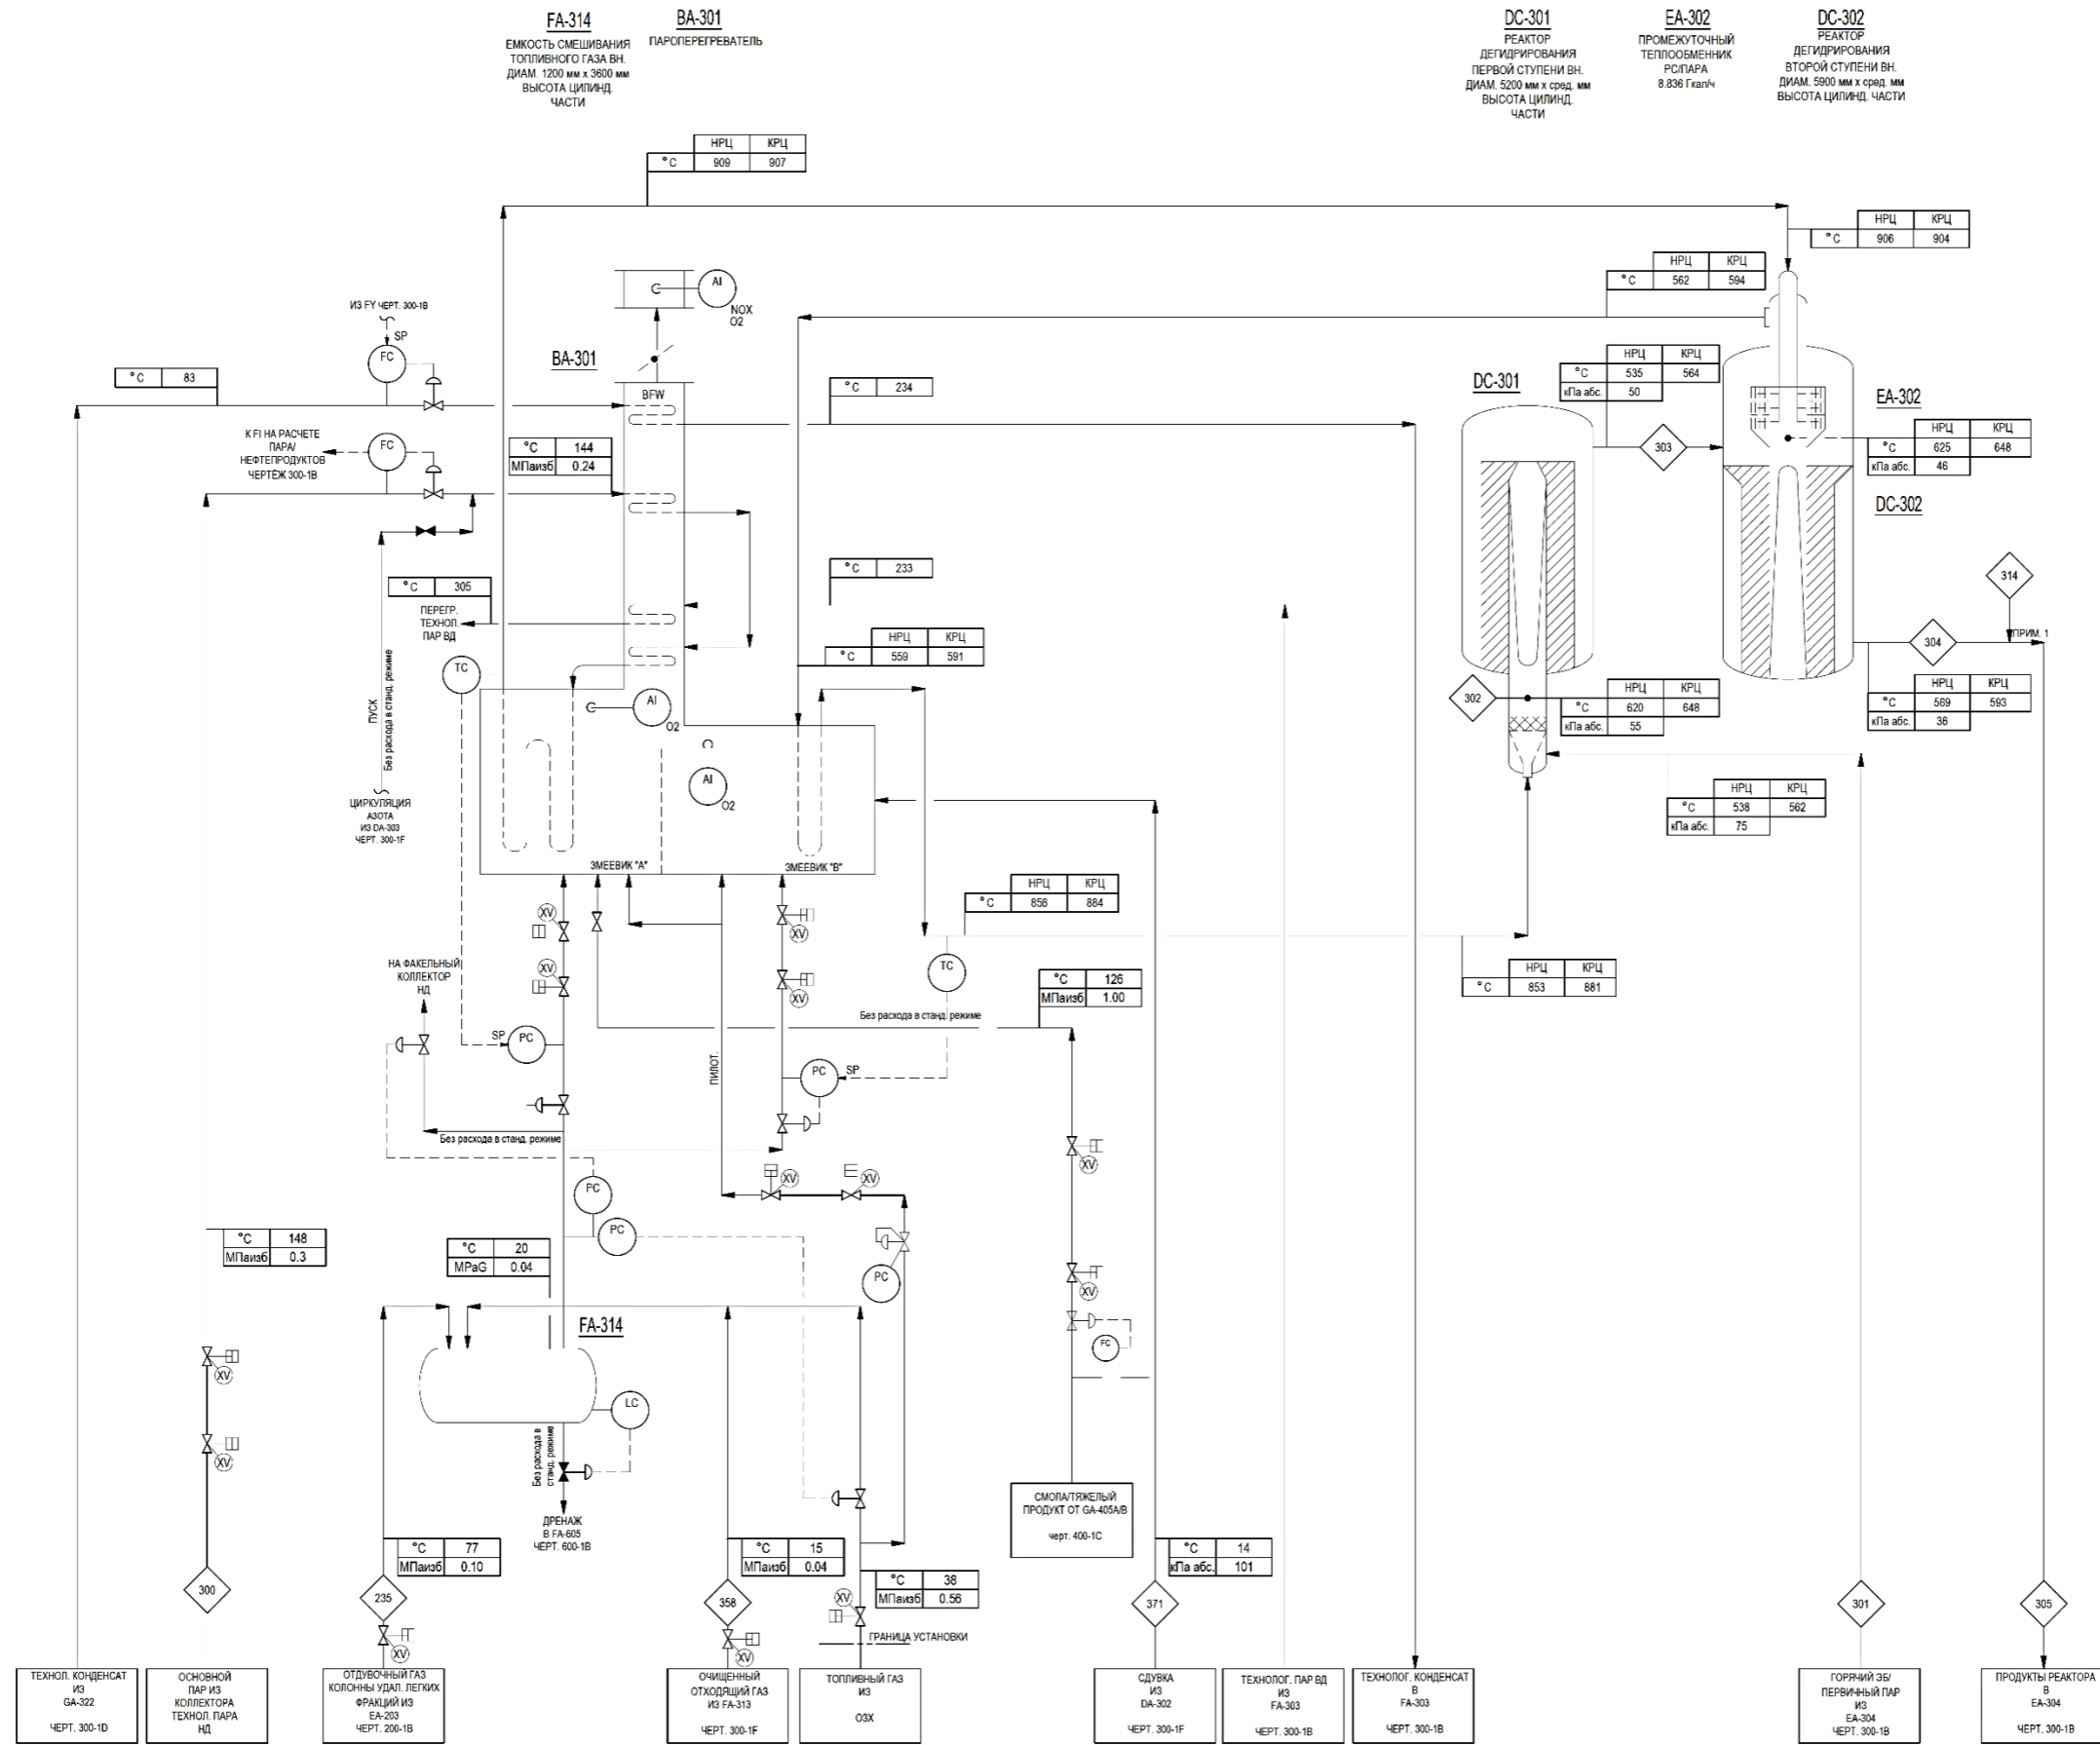 FA-314
ЕМКОСТЬ СМЕШИВАНИЯ
ТОПЛИВНОГО ГАЗА ВН.
ДИАМ. 1200 мм х 3600 мм
ВЫСОТА ЦИЛИНД.
ЧАСТИ
BA-301
ПАРОПЕРЕГРЕВАТЕЛЬ
DC-301
РЕАКТОР
ДЕГИДРИРОВАНИЯ
ПЕРВОЙ СТУПЕНИ ВН.
ДИАМ. 5200 мм х сред. мм
ВЫСОТА ЦИЛИНД.
ЧАСТИ
EA-302
ПРОМЕЖУТОЧНЫЙ
ТЕПЛООБМЕННИК
РС/ПАРА
8.836 Гкал/ч
DC-302
РЕАКТОР
ДЕГИДРИРОВАНИЯ
ВТОРОЙ СТУПЕНИ ВН.
ДИАМ. 5900 мм х сред. мм
ВЫСОТА ЦИЛИНД. ЧАСТИ
НРЦ КРЦ
°C 909 907
НРЦ КРЦ
°C 906 904
НРЦ КРЦ
°C 562 594
AI
NOX
O2
ИЗ FY ЧЕРТ. 300-1В
SP
FC
BA-301
BFW
°C 83
°C 234
К FI НА РАСЧЕТЕ
ПАРА/
НЕФТЕПРОДУКТОВ
ЧЕРТЁЖ 300-1В
FC
°C 144
МПаизб 0.24
DC-301
НРЦ КРЦ
°C 535 564
кПа абс. 50
303
EA-302
НРЦ КРЦ
°C 625 648
кПа абс. 46
DC-302
°C 305
ПЕРЕГР.
ТЕХНОЛ.
ПАР ВД
°C 233
НРЦ КРЦ
°C 559 591
314
304
ПРИМ. 1
НРЦ КРЦ
°C 569 593
кПа абс. 36
302
НРЦ КРЦ
°C 620 648
кПа абс. 55
TC
AI
O2
AI
O2
ПУСК
Без расхода в станд. режиме
ЦИРКУЛЯЦИЯ
АЗОТА
ИЗ DA-303
ЧЕРТ. 300-1F
ЗМЕЕВИК "А"
ЗМЕЕВИК "В"
НРЦ КРЦ
°C 538 562
кПа абс. 75
НРЦ КРЦ
°C 856 884
XV
XV
XV
XV
НА ФАКЕЛЬНЫЙ
КОЛЛЕКТОР
НД
TC
НРЦ КРЦ
°C 853 881
°C 126
МПаизб 1.00
Без расхода в станд. режиме
SP
PC
PC
SP
ПИЛОТ.
Без расхода в станд. режиме
XV
XV
XV
PC
PC
°C 148
МПаизб 0.3
°C 20
MPaG 0.04
PC
XV
FC
FA-314
LC
XV
XV
Без расхода в
станд. режиме
ДРЕНАЖ
В FA-605
ЧЕРТ. 600-1В
СМОЛА/ТЯЖЕЛЫЙ
ПРОДУКТ ОТ GA-405A/B
черт. 400-1С
°C 77
МПаизб 0.10
°C 15
МПаизб 0.04
°C 38
МПаизб 0.56
°C 14
кПа абс. 101
300
235
358
371
301
305
XV
XV
XV
ГРАНИЦА УСТАНОВКИ
ТЕХНОЛ. КОНДЕНСАТ
ИЗ
GA-322
ЧЕРТ. 300-1D
ОСНОВНОЙ
ПАР ИЗ
КОЛЛЕКТОРА
ТЕХНОЛ. ПАРА
НД
ОТДУВОЧНЫЙ ГАЗ
КОЛОННЫ УДАЛ. ЛЕГКИХ
ФРАКЦИЙ ИЗ
EA-203
ЧЕРТ. 200-1В
ОЧИЩЕННЫЙ
ОТХОДЯЩИЙ ГАЗ
ИЗ FA-313
ЧЕРТ. 300-1F
ТОПЛИВНЫЙ ГАЗ
ИЗ
ОЗХ
СДУВКА
ИЗ
DA-302
ЧЕРТ. 300-1F
ТЕХНОЛОГ. ПАР ВД
ИЗ
FA-303
ЧЕРТ. 300-1В
ТЕХНОЛОГ. КОНДЕНСАТ
В
FA-303
ЧЕРТ. 300-1В
ГОРЯЧИЙ ЭБ/
ПЕРВИЧНЫЙ ПАР
ИЗ
EA-304
ЧЕРТ. 300-1В
ПРОДУКТЫ РЕАКТОРА
В
EA-304
ЧЕРТ. 300-1В